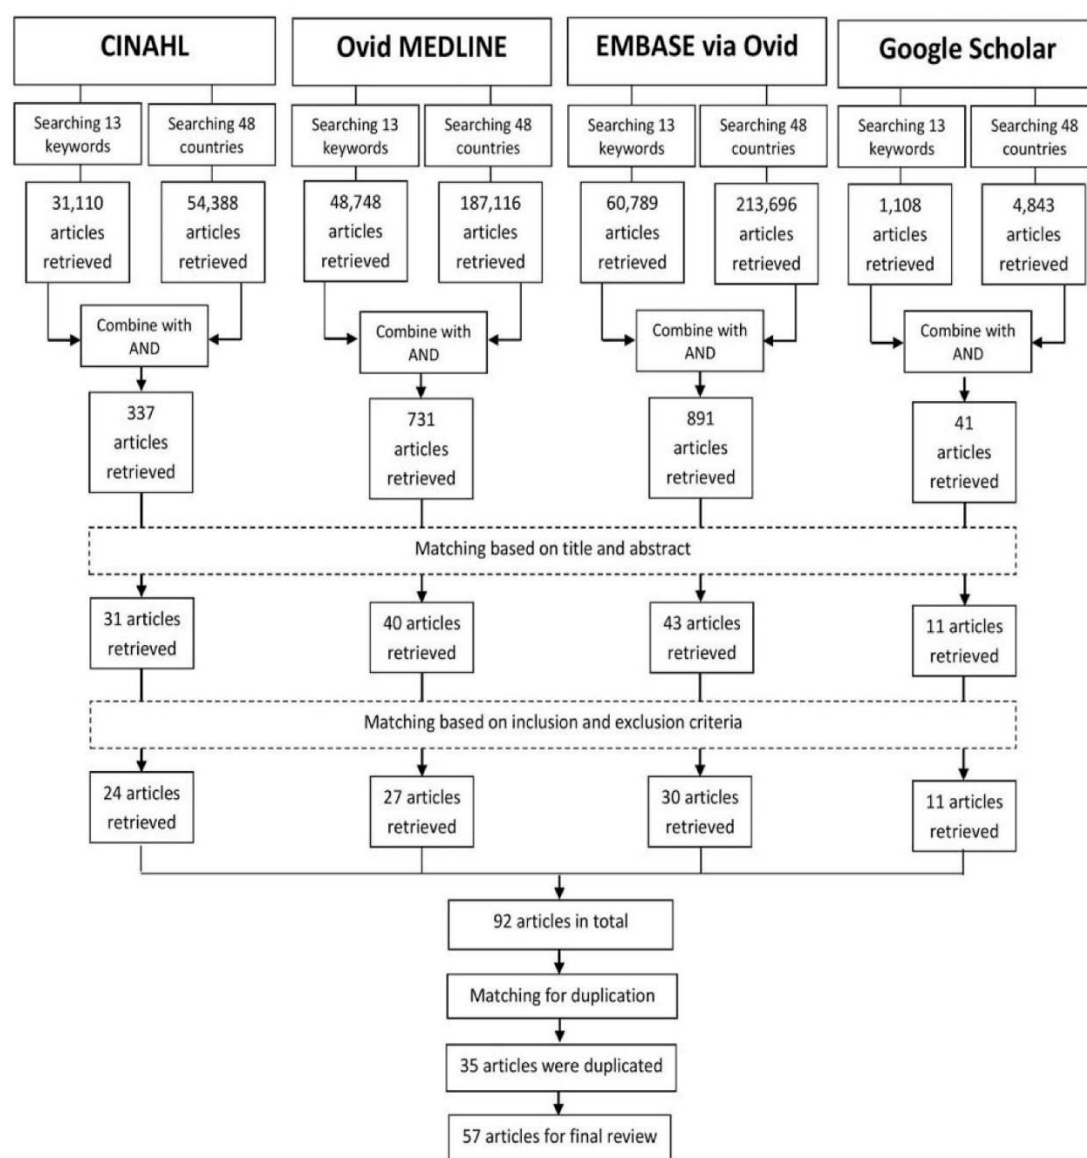 CINAHL
Ovid MEDLINE
EMBASE via Ovid
Google Scholar
Searching 13
keywords
Searching 48
countries
Searching 13
keywords
Searching 48
countries
Searching 13
keywords
Searching 48
countries
Searching 13
keywords
Searching 48
countries
31,110
articles
retrieved
54,388
articles
retrieved
48,748
articles
retrieved
187,116
articles
retrieved
60,789
articles
retrieved
213,696
articles
retrieved
1,108
articles
retrieved
4,843
articles
retrieved
Combine with
AND
Combine with
AND
Combine with
AND
Combine with
AND
337
articles
retrieved
731
articles
retrieved
891
articles
retrieved
41
articles
retrieved
Matching based on title and abstract
31 articles
retrieved
40 articles
retrieved
43 articles
retrieved
11 articles
retrieved
Matching based on inclusion and exclusion criteria
24 articles
retrieved
27 articles
retrieved
30 articles
retrieved
11 articles
retrieved
92 articles in total
Matching for duplication
35 articles were duplicated
57 articles for final review